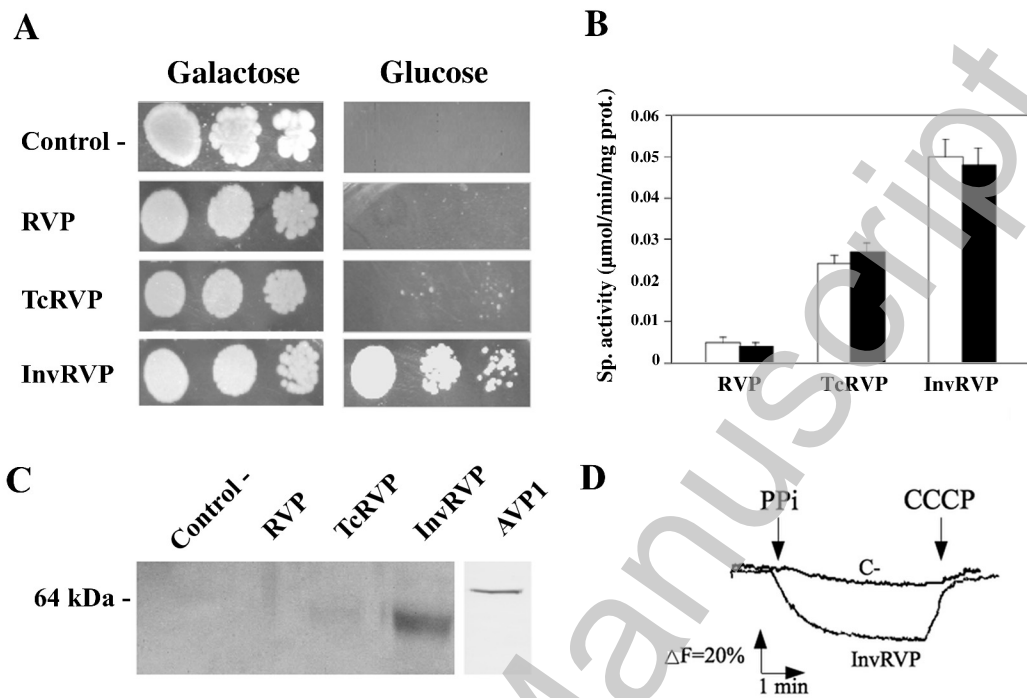 A
Galactose Glucose
Control -
RVP
TcRVP
InvRVP
B
Sp. activity (μmol/min/mg prot.)
0.06
0.05
0.04
0.03
0.02
0.01
0
RVP TcRVP InvRVP
C
Control - RVP TcRVP InvRVP AVP1
64 kDa -
D
PPi CCCP
C-
InvRVP
△F=20%
1 min
Manuscript